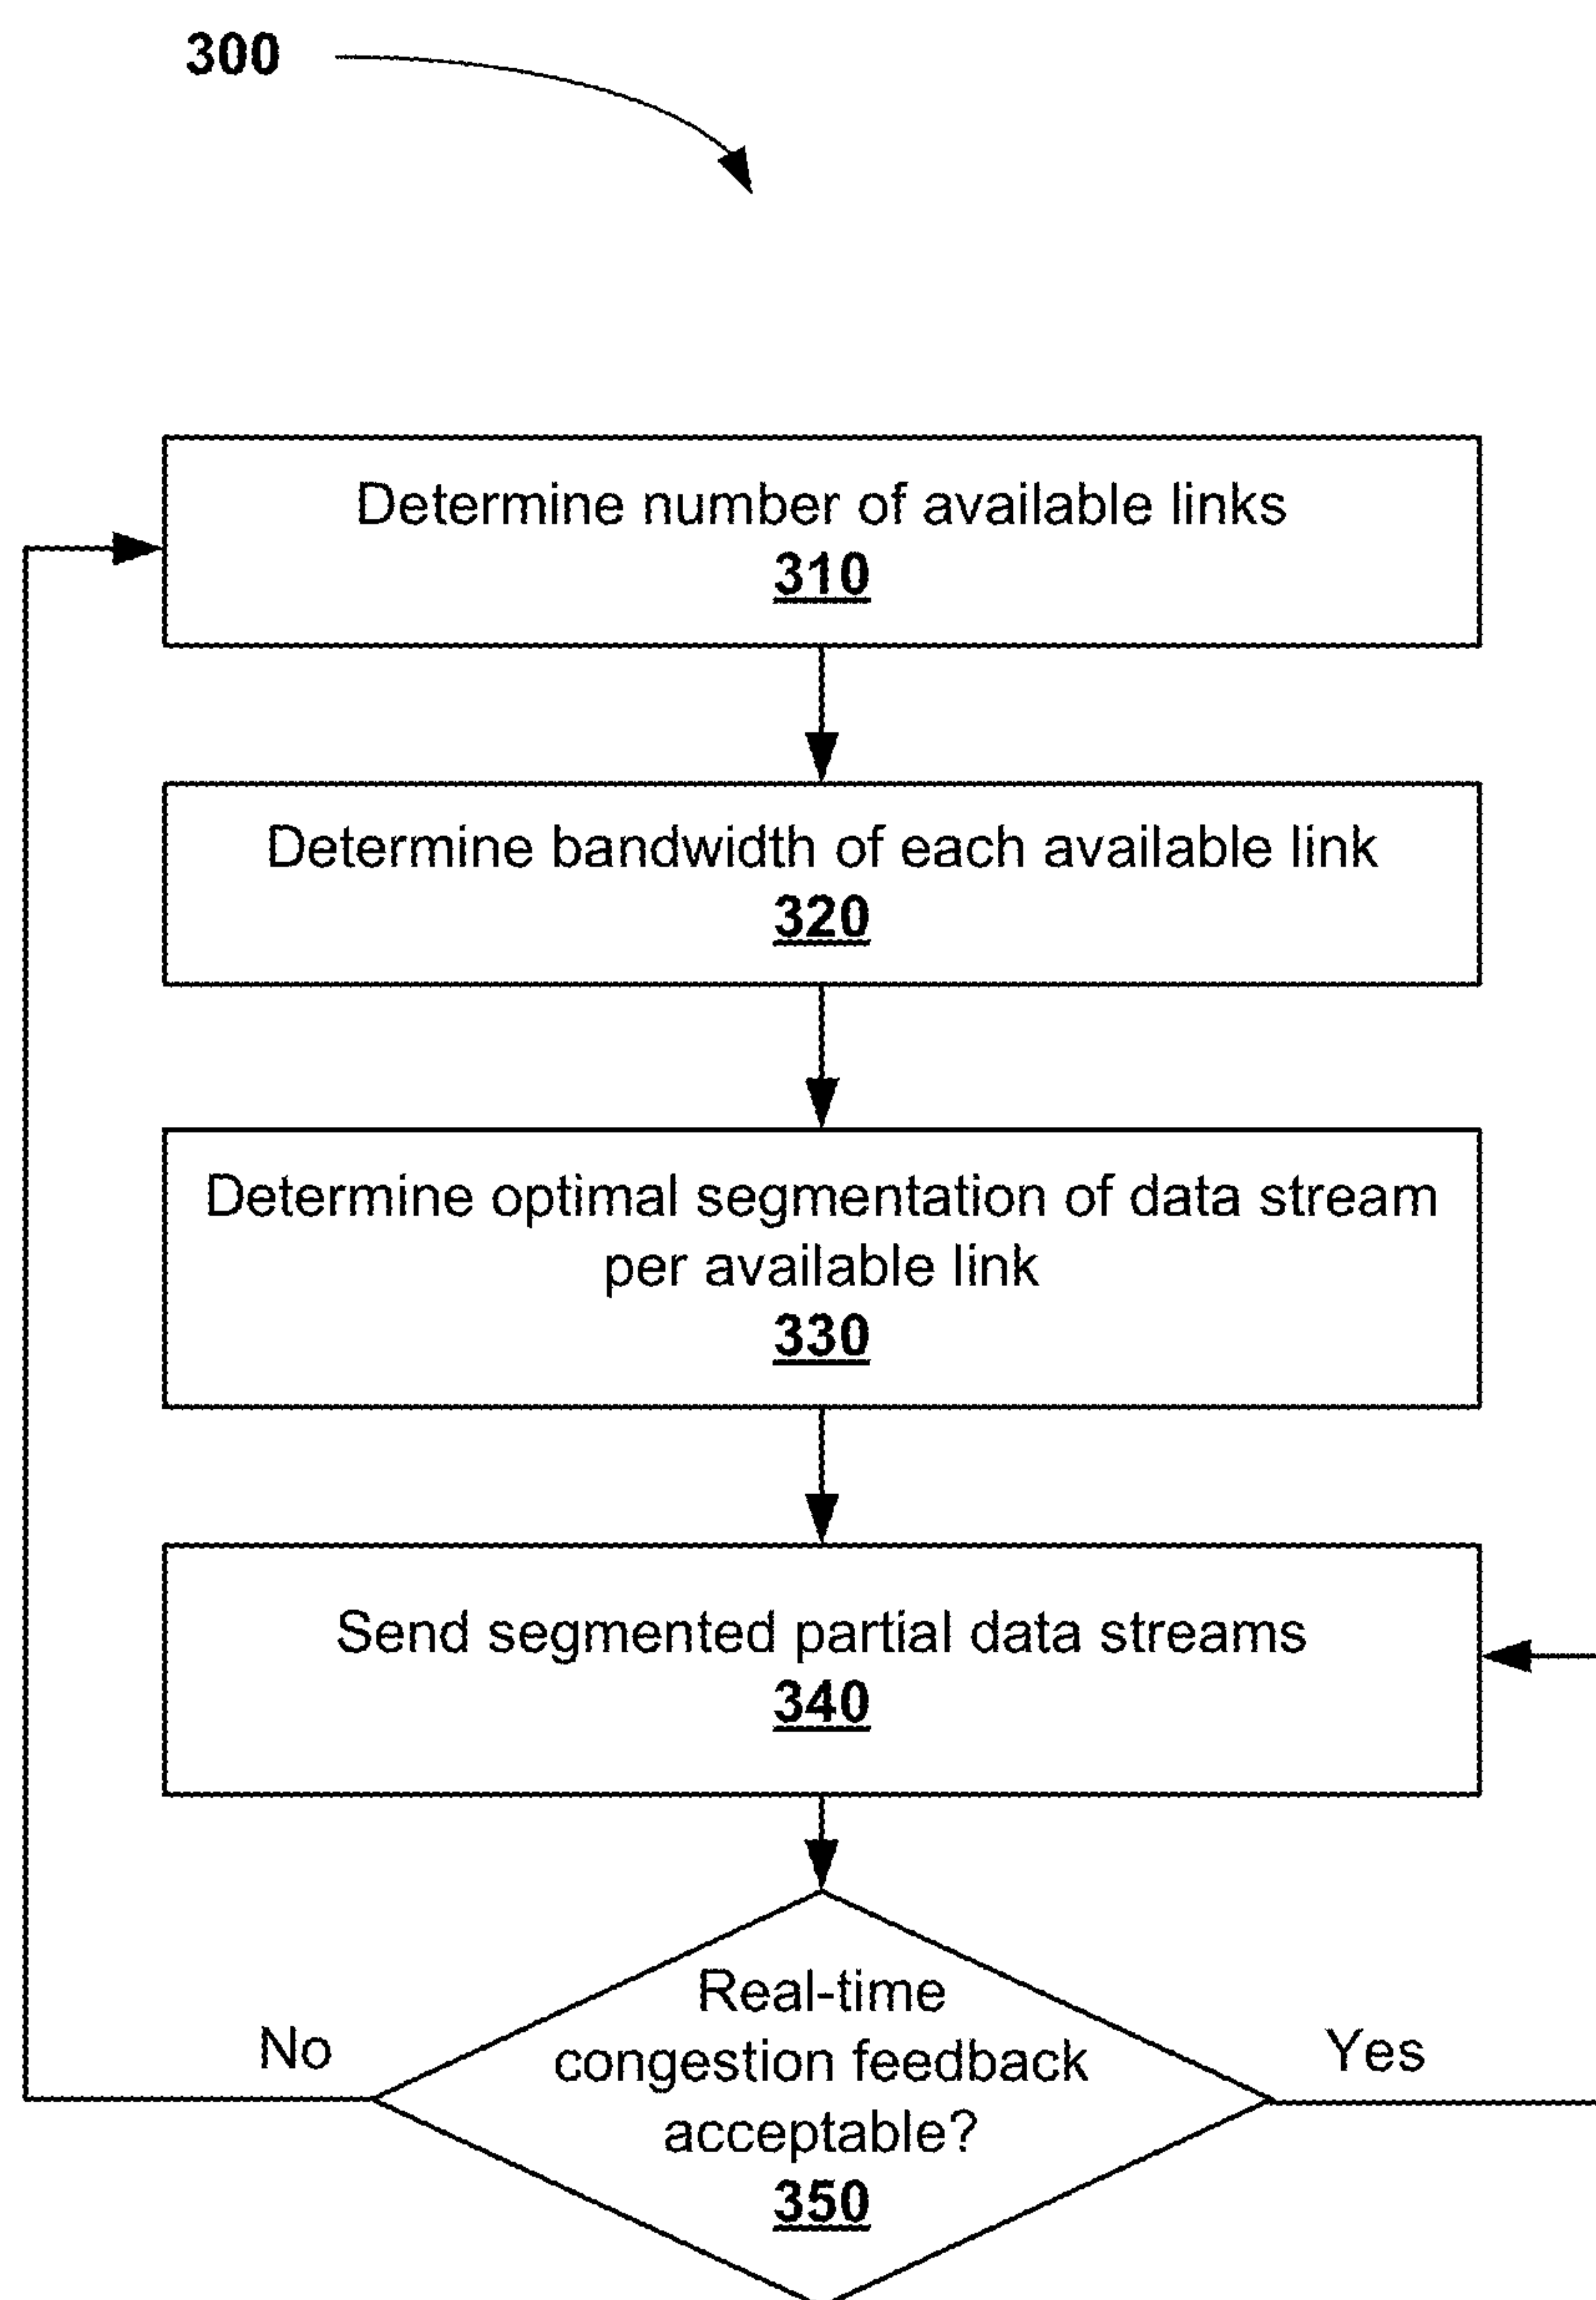 300
Determine number of available links
310
Determine bandwidth of each available link
320
Determine optimal segmentation of data stream
per available link
330
Send segmented partial data streams
340
Real-time
congestion feedback
acceptable?
350
No
Yes